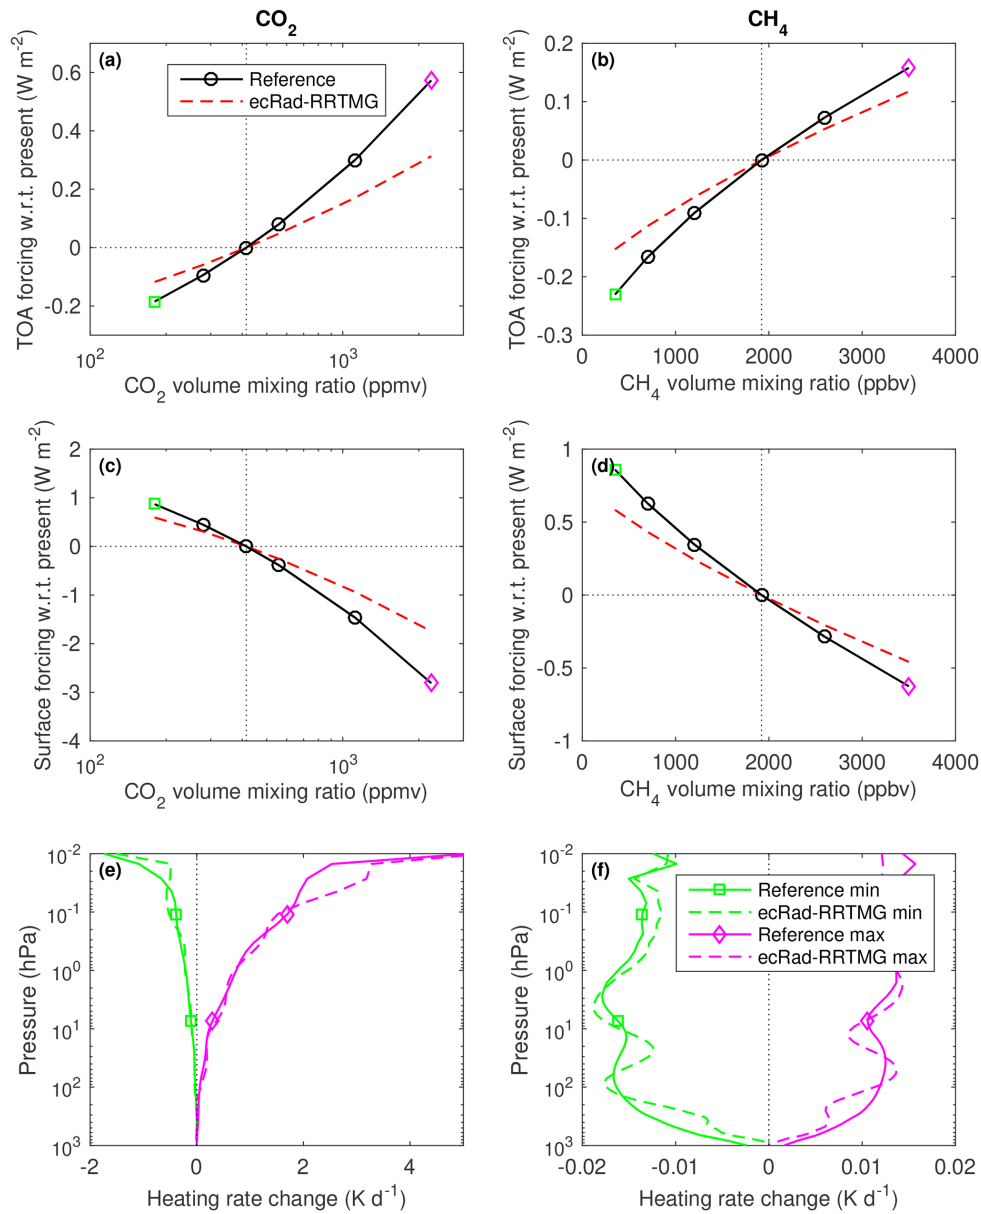 CO2
CH4
(a)
Reference
ecRad-RRTMG
TOA forcing w.r.t. present (W m-2)
0.6
0.4
0.2
0
-0.2
10^2
10^3
CO2 volume mixing ratio (ppmv)
(b)
TOA forcing w.r.t. present (W m-2)
0.2
0.1
0
-0.1
-0.2
-0.3
0 1000 2000 3000 4000
CH4 volume mixing ratio (ppbv)
(c)
Surface forcing w.r.t. present (W m-2)
2
1
0
-1
-2
-3
-4
10^2
10^3
CO2 volume mixing ratio (ppmv)
(d)
Surface forcing w.r.t. present (W m-2)
1
0.5
0
-0.5
-1
0 1000 2000 3000 4000
CH4 volume mixing ratio (ppbv)
(e)
Pressure (hPa)
10^-2
10^-1
10^0
10^1
10^2
10^3
-2 0 2 4
Heating rate change (K d-1)
(f)
Reference min
ecRad-RRTMG min
Reference max
ecRad-RRTMG max
Pressure (hPa)
10^-2
10^-1
10^0
10^1
10^2
10^3
-0.02 -0.01 0 0.01 0.02
Heating rate change (K d-1)